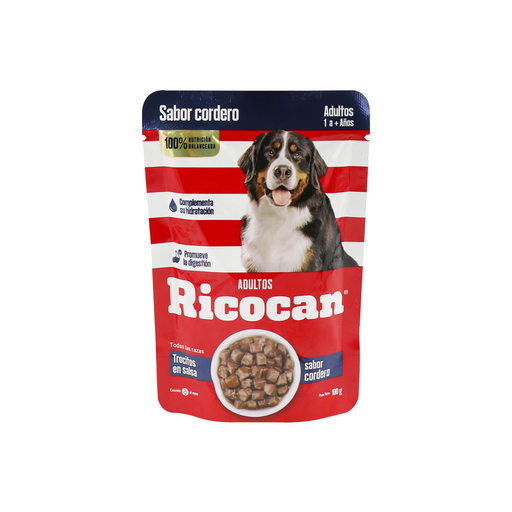 Sabor cordero
Adultos
1 a + Años
100% NUTRICIÓN
BALANCEADA
Complementa
su hidratación
Promueve
la digestión
ADULTOS
Ricocan®
Todas las razas
Trocitos
en salsa
sabor
cordero
100 g